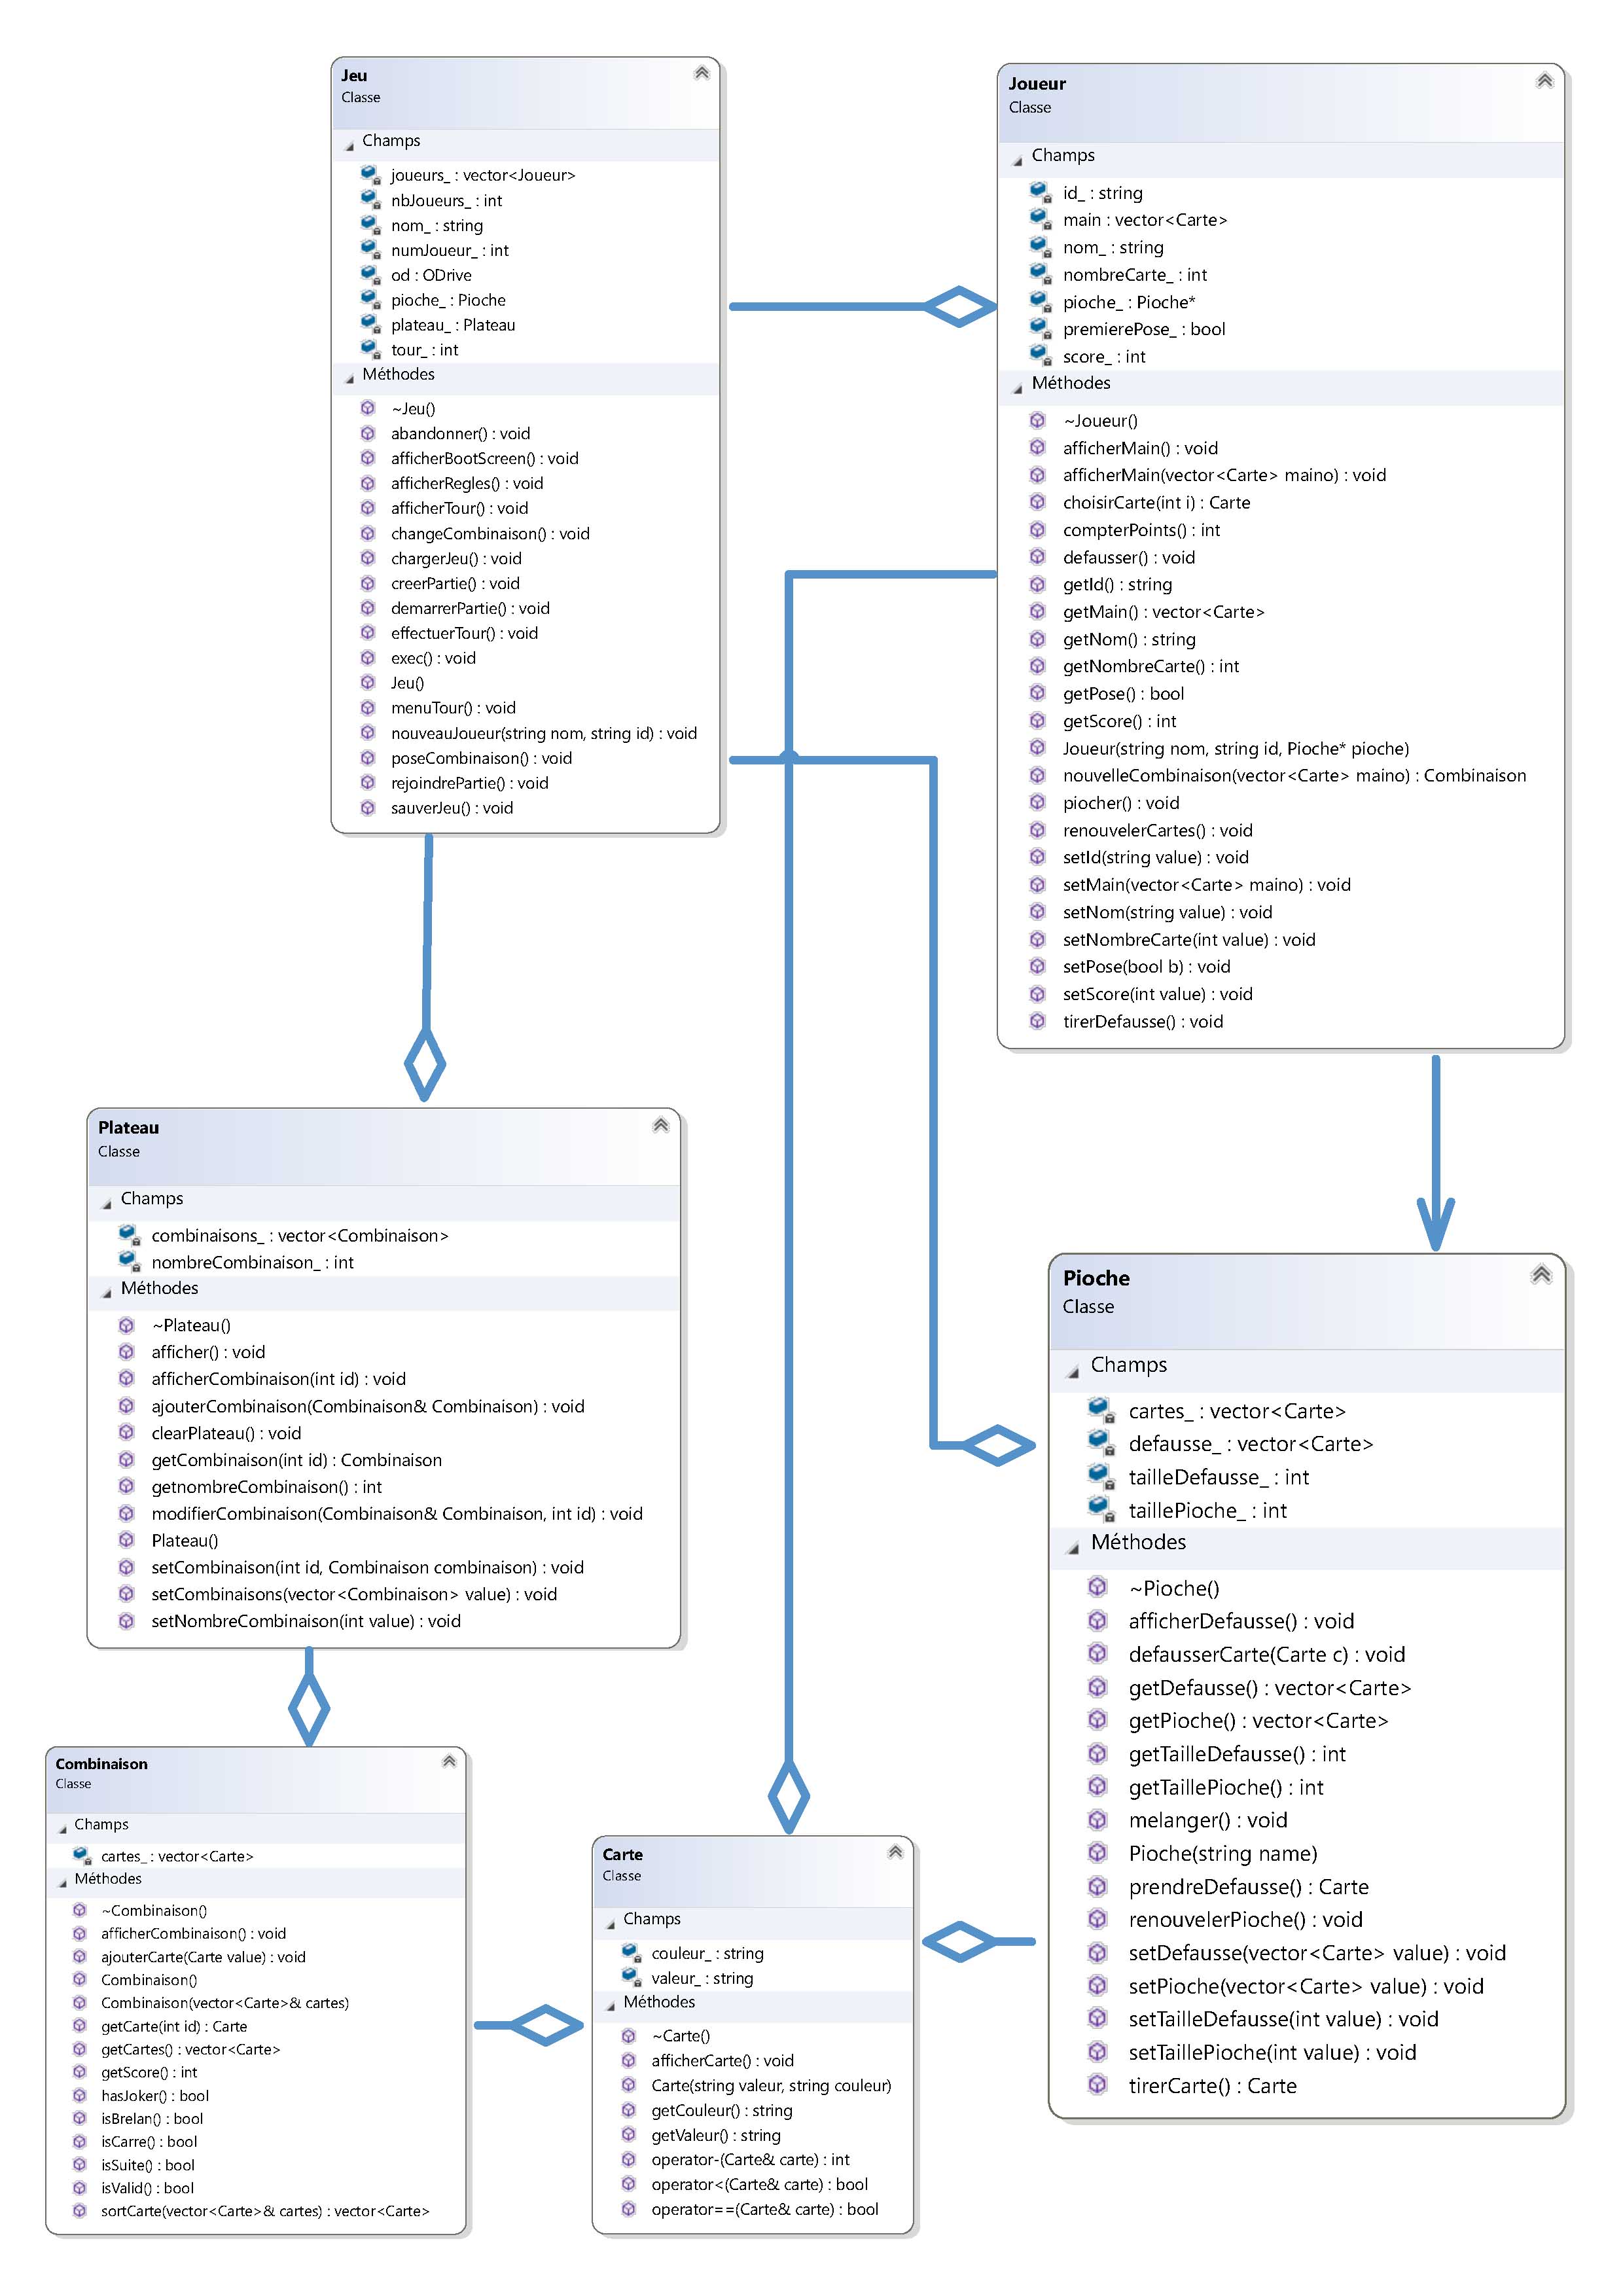 Jeu
Classe
Champs
joueurs_ : vector<Joueur>
nbJoueurs_ : int
nom_ : string
numJoueur_ : int
od : ODrive
pioche_ : Pioche
plateau_ : Plateau
tour_ : int
Méthodes
~Jeu()
abandonner() : void
afficherBootScreen() : void
afficherRegles() : void
afficherTour() : void
changeCombinaison() : void
chargerJeu() : void
creerPartie() : void
demarrerPartie() : void
effectuerTour() : void
exec() : void
Jeu()
menuTour() : void
nouveauJoueur(string nom, string id) : void
poseCombinaison() : void
rejoindrePartie() : void
sauverJeu() : void
Joueur
Classe
Champs
id_ : string
main : vector<Carte>
nom_ : string
nombreCarte_ : int
pioche_ : Pioche*
premierePose_ : bool
score_ : int
Méthodes
~Joueur()
afficherMain() : void
afficherMain(vector<Carte> maino) : void
choisirCarte(int i) : Carte
compterPoints() : int
defausser() : void
getId() : string
getMain() : vector<Carte>
getNom() : string
getNombreCarte() : int
getPose() : bool
getScore() : int
Joueur(string nom, string id, Pioche* pioche)
nouvelleCombinaison(vector<Carte> maino) : Combinaison
piocher() : void
renouvelerCartes() : void
setId(string value) : void
setMain(vector<Carte> maino) : void
setNom(string value) : void
setNombreCarte(int value) : void
setPose(bool b) : void
setScore(int value) : void
tirerDefausse() : void
Plateau
Classe
Champs
combinaisons_ : vector<Combinaison>
nombreCombinaison_ : int
Méthodes
~Plateau()
afficher() : void
afficherCombinaison(int id) : void
ajouterCombinaison(Combinaison& Combinaison) : void
clearPlateau() : void
getCombinaison(int id) : Combinaison
getnombreCombinaison() : int
modifierCombinaison(Combinaison& Combinaison, int id) : void
Plateau()
setCombinaison(int id, Combinaison combinaison) : void
setCombinaisons(vector<Combinaison> value) : void
setNombreCombinaison(int value) : void
Pioche
Classe
Champs
cartes_ : vector<Carte>
defausse_ : vector<Carte>
tailleDefausse_ : int
taillePioche_ : int
Méthodes
~Pioche()
afficherDefausse() : void
defausserCarte(Carte c) : void
getDefausse() : vector<Carte>
getPioche() : vector<Carte>
getTailleDefausse() : int
getTaillePioche() : int
melanger() : void
Pioche(string name)
prendreDefausse() : Carte
renouvelerPioche() : void
setDefausse(vector<Carte> value) : void
setPioche(vector<Carte> value) : void
setTailleDefausse(int value) : void
setTaillePioche(int value) : void
tirerCarte() : Carte
Combinaison
Classe
Champs
cartes_ : vector<Carte>
Méthodes
~Combinaison()
afficherCombinaison() : void
ajouterCarte(Carte value) : void
Combinaison()
Combinaison(vector<Carte>& cartes)
getCarte(int id) : Carte
getCartes() : vector<Carte>
getScore() : int
hasJoker() : bool
isBrelan() : bool
isCarre() : bool
isSuite() : bool
isValid() : bool
sortCarte(vector<Carte>& cartes) : vector<Carte>
Carte
Classe
Champs
couleur_ : string
valeur_ : string
Méthodes
~Carte()
afficherCarte() : void
Carte(string valeur, string couleur)
getCouleur() : string
getValeur() : string
operator-(Carte& carte) : int
operator<(Carte& carte) : bool
operator==(Carte& carte) : bool